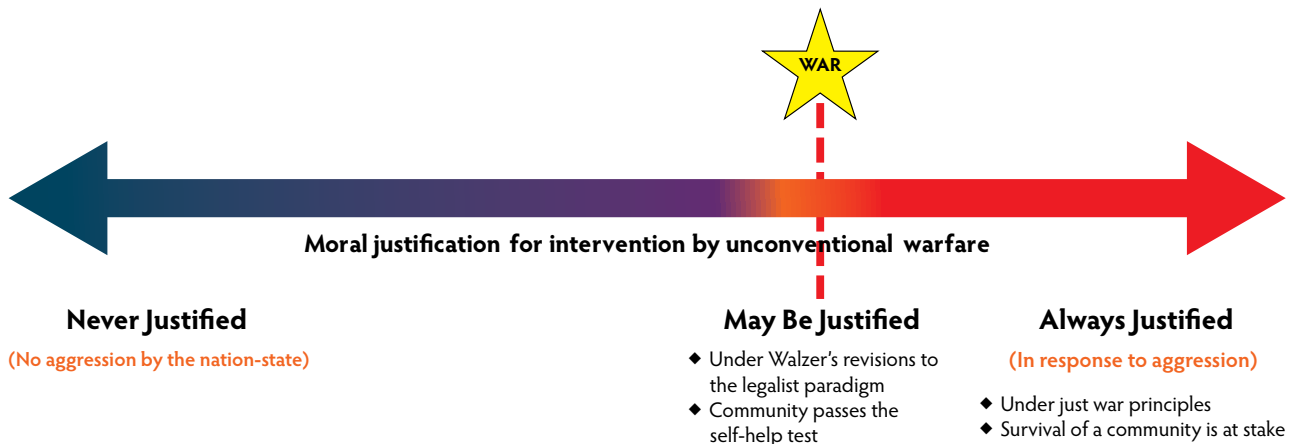 WAR
Moral justification for intervention by unconventional warfare
Never Justified
(No aggression by the nation-state)
May Be Justified
◆ Under Walzer's revisions to
the legalist paradigm
◆ Community passes the
self-help test
Always Justified
(In response to aggression)
◆ Under just war principles
◆ Survival of a community is at stake